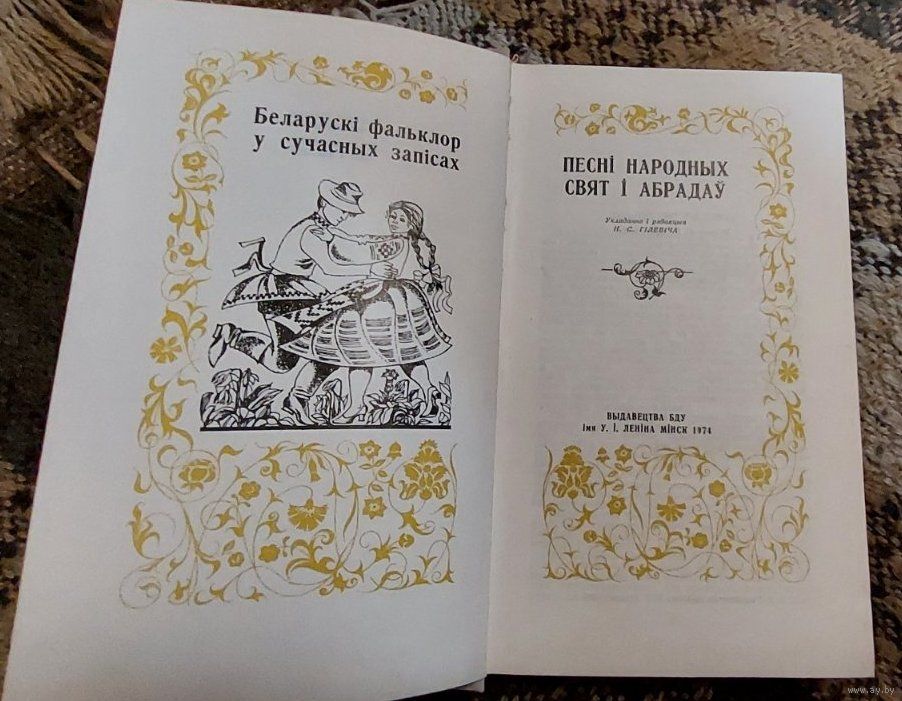 Беларускі фальклор
у сучасных запісах
ПЕСНІ НАРОДНЫХ
СВЯТ І АБРАДАЎ
Укладанне і рэдакцыя
Н. С. ГІЛЕВІЧА
ВЫДАВЕЦТВА БДУ
імя У. І. ЛЕНІНА МІНСК 1974
www.ay.by